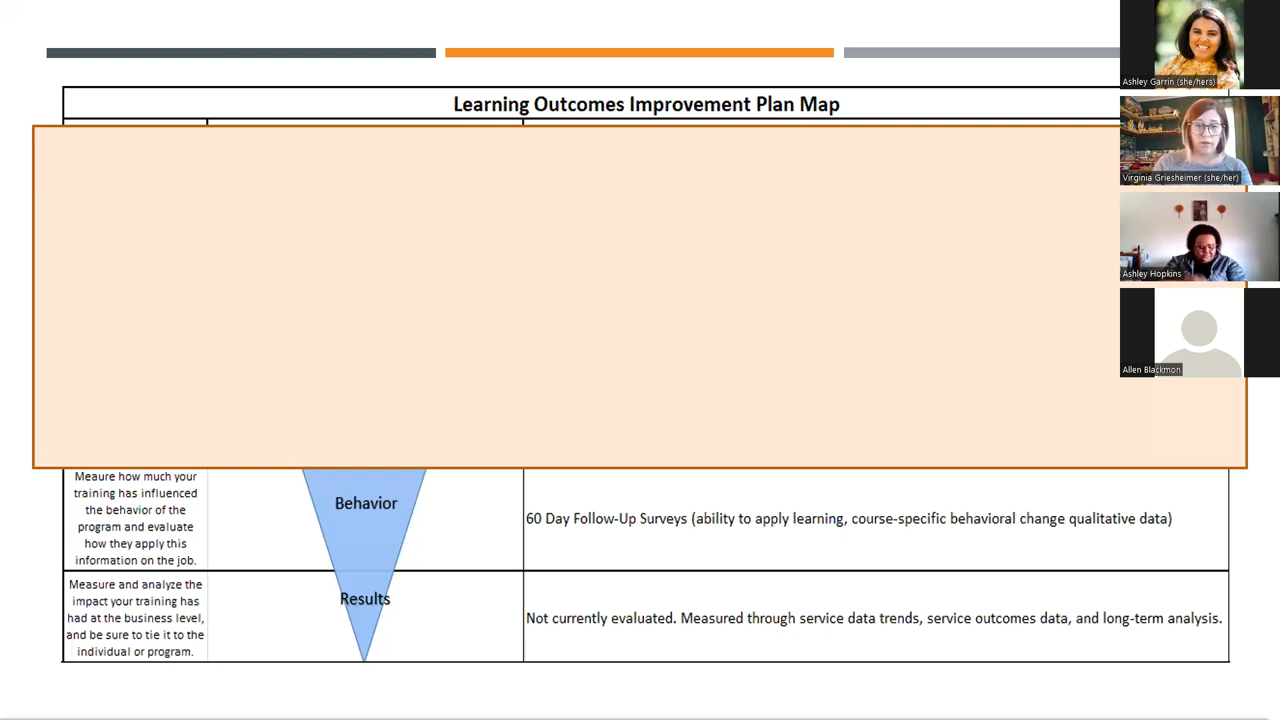 Learning Outcomes Improvement Plan Map
Ashley Garrin (she/hers)
Virginia Griesheimer (she/her)
Ashley Hopkins
Allen Blackmon
Meaure how much your
training has influenced
the behavior of the
program and evaluate
how they apply this
information on the job.
Behavior
60 Day Follow-Up Surveys (ability to apply learning, course-specific behavioral change qualitative data)
Measure and analyze the
impact your training has
had at the business level,
and be sure to tie it to the
individual or program.
Results
Not currently evaluated. Measured through service data trends, service outcomes data, and long-term analysis.